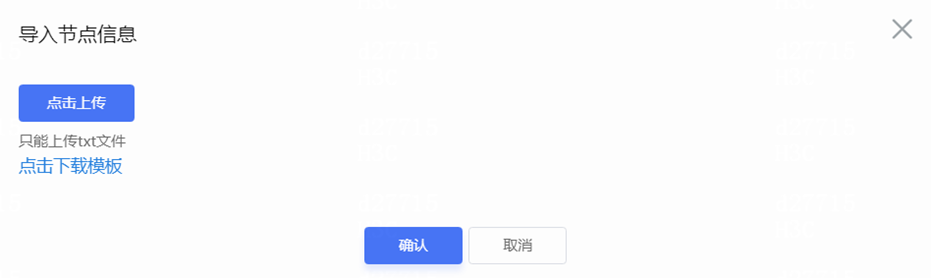 导入节点信息
点击上传
只能上传txt文件
点击下载模板
确认
取消